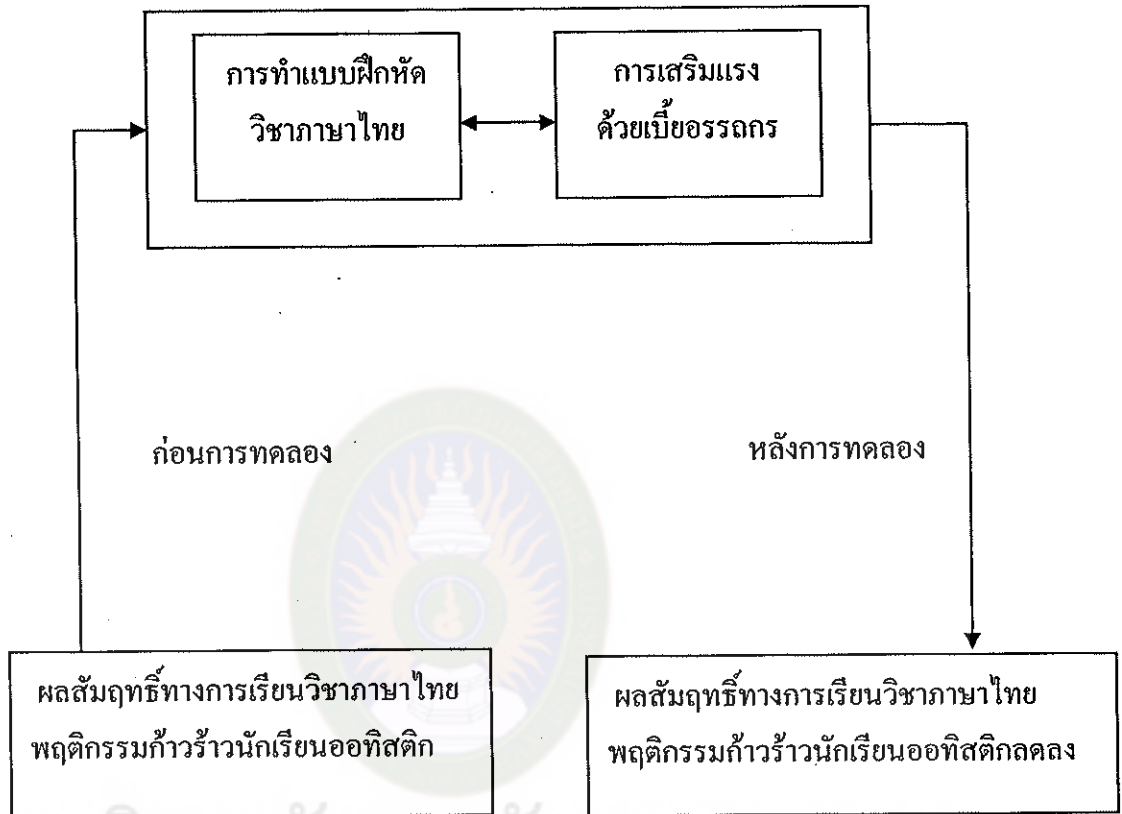 การทำแบบฝึกหัด
วิชาภาษาไทย
การเสริมแรง
ด้วยเบี้ยอรรถกร
ก่อนการทดลอง
หลังการทดลอง
ผลสัมฤทธิ์ทางการเรียนวิชาภาษาไทย
พฤติกรรมก้าวร้าวนักเรียนออทิสติก
ผลสัมฤทธิ์ทางการเรียนวิชาภาษาไทย
พฤติกรรมก้าวร้าวนักเรียนออทิสติกลดลง